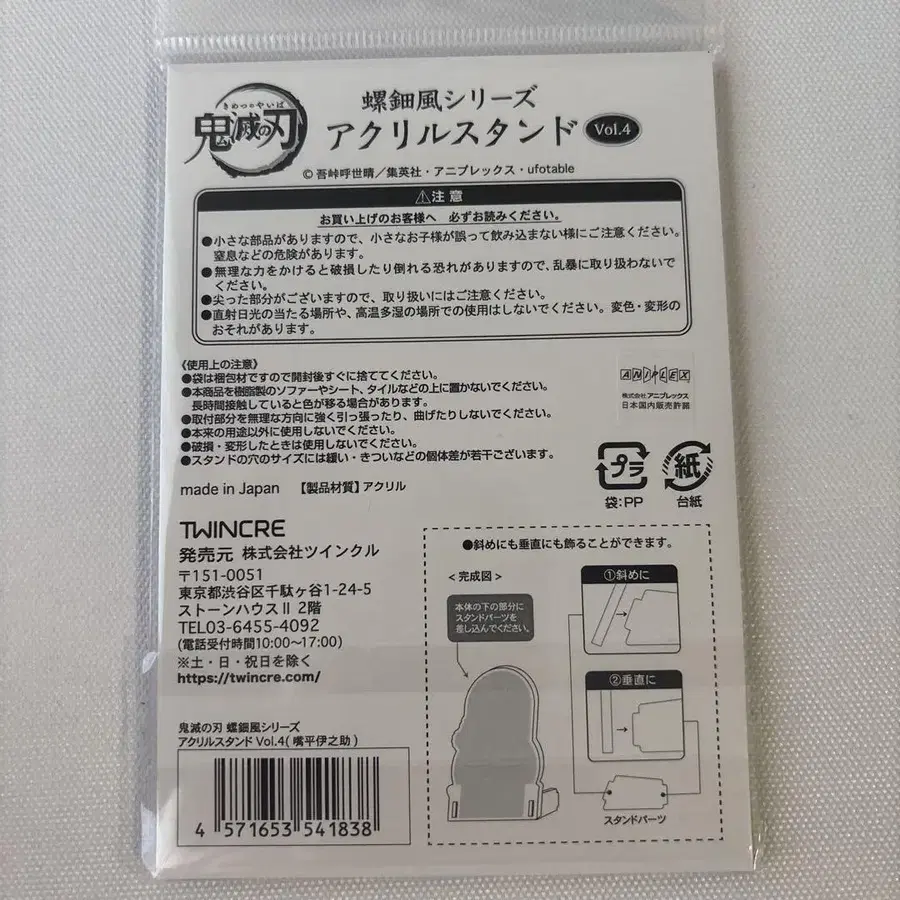 きめつのやいば
鬼滅の刃
螺鈿風シリーズ
アクリルスタンド Vol.4
© 吾峠呼世晴／集英社・アニプレックス・ufotable
⚠注 意
お買い上げのお客様へ　必ずお読みください。
●小さな部品がありますので、小さなお子様が誤って飲み込まない様にご注意ください。
窒息などの危険があります。
●無理な力をかけると破損したり倒れる恐れがありますので、乱暴に取り扱わないで
ください。
●尖った部分がございますので、取り扱いにはご注意ください。
●直射日光の当たる場所や、高温多湿の場所での使用はしないでください。変色・変形の
おそれがあります。
《使用上の注意》
●袋は梱包材ですので開封後すぐに捨ててください。
●本商品を樹脂製のソファーやシート、タイルなどの上に置かないでください。
長時間接触していると色が移る場合があります。
●取付部分を無理な方向に強く引っ張ったり、曲げたりしないでください。
●本来の用途以外に使用しないでください。
●破損・変形したときは使用しないでください。
●スタンドの穴のサイズには緩い・きついなどの個体差が若干ございます。
ANIPLEX
株式会社 アニプレックス
日本国内販売許諾
プラ
袋:PP
紙
台紙
made in Japan　【製品材質】アクリル
TWINCRE
発売元 株式会社ツインクル
〒151-0051
東京都渋谷区千駄ヶ谷1-24-5
ストーンハウスⅡ 2階
TEL03-6455-4092
(電話受付時間10:00〜17:00)
※土・日・祝日を除く
https://twincre.com/
鬼滅の刃 螺鈿風シリーズ
アクリルスタンド Vol.4( 嘴平伊之助 )
4 571653 541838
●斜めにも垂直にも飾ることができます。
＜完成図＞
本体の下の部分に
スタンドパーツを
差し込んでください。
①斜めに
②垂直に
スタンドパーツ